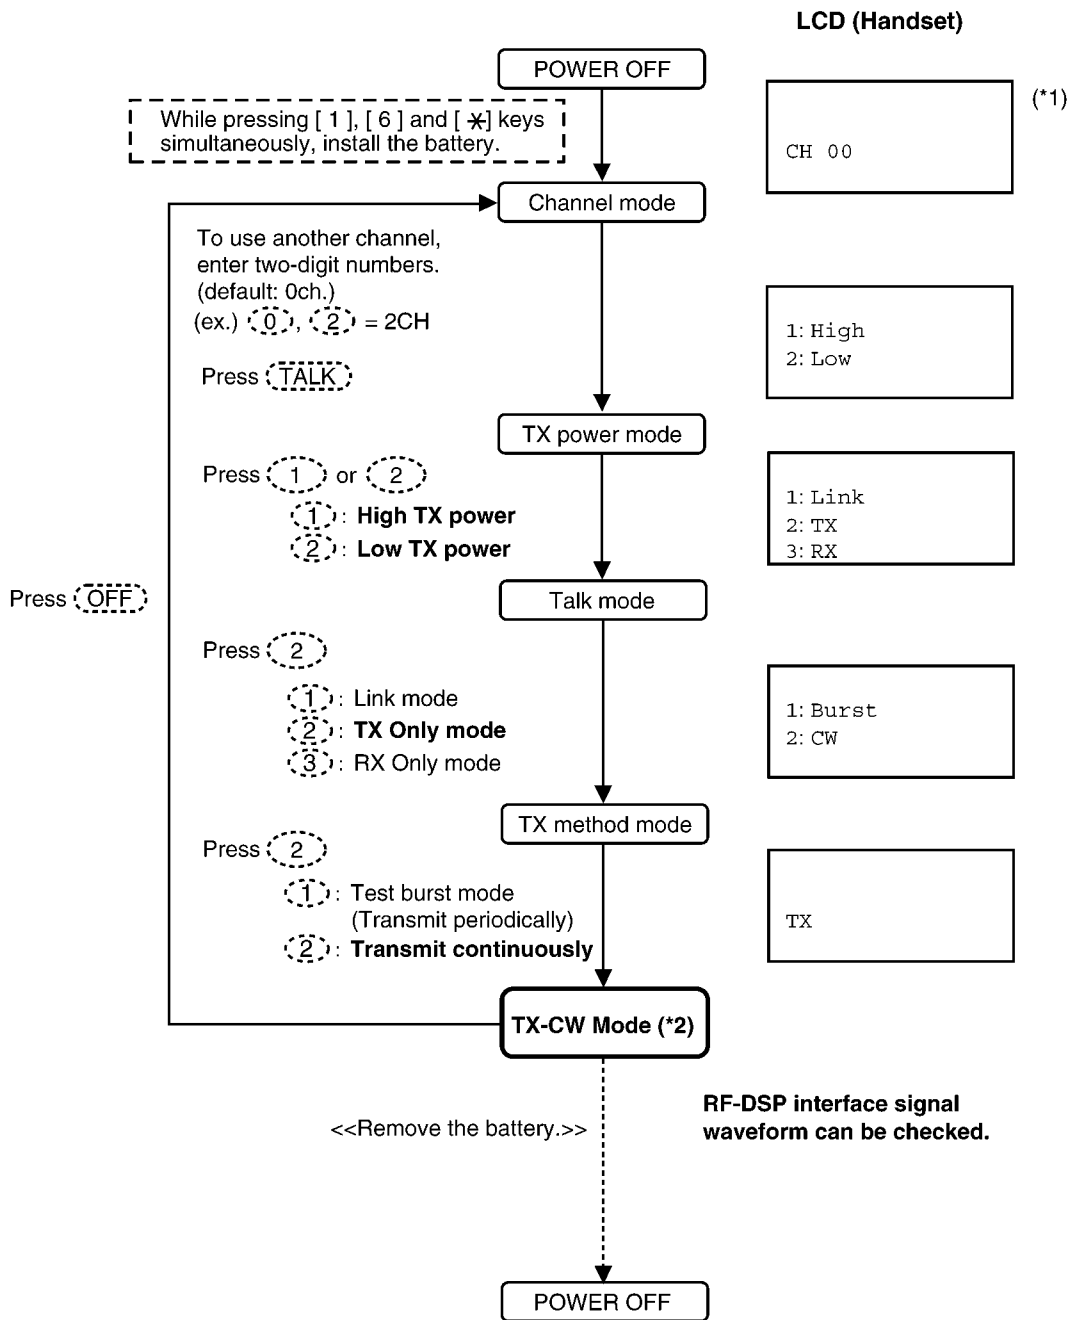 LCD (Handset)
POWER OFF
(*1)
While pressing [ 1 ], [ 6 ] and [ * ] keys
simultaneously, install the battery.
CH 00
Channel mode
To use another channel,
enter two-digit numbers.
(default: 0ch.)
(ex.) 0, 2 = 2CH
1: High
2: Low
Press TALK
TX power mode
Press 1 or 2
1 : High TX power
2 : Low TX power
1: Link
2: TX
3: RX
Press OFF
Talk mode
Press 2
1 : Link mode
2 : TX Only mode
3 : RX Only mode
1: Burst
2: CW
TX method mode
Press 2
1 : Test burst mode
(Transmit periodically)
2 : Transmit continuously
TX
TX-CW Mode (*2)
RF-DSP interface signal
waveform can be checked.
<<Remove the battery.>>
POWER OFF